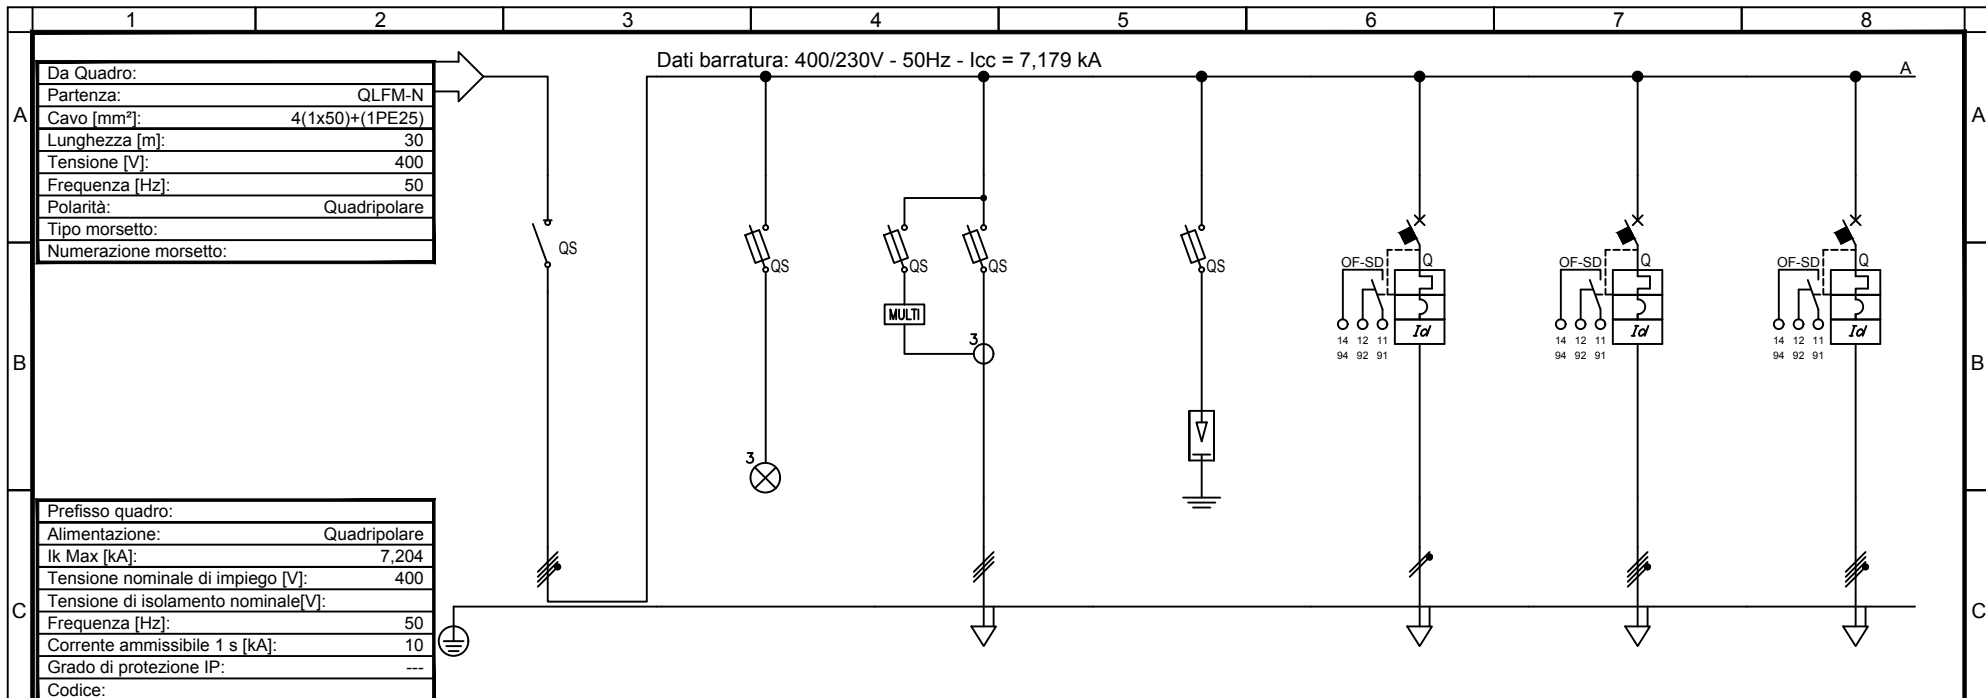 1 2 3 4 5 6 7 8
Dati barratura: 400/230V - 50Hz - Icc = 7,179 kA
A
A A
Da Quadro:
Partenza: QLFM-N
Cavo [mm²]: 4(1x50)+(1PE25)
Lunghezza [m]: 30
Tensione [V]: 400
Frequenza [Hz]: 50
Polarità: Quadripolare
Tipo morsetto:
Numerazione morsetto:
QS
QS QS QS QS
OF-SD Q OF-SD Q OF-SD Q
MULTI
Id Id Id
3
14 12 11 14 12 11 14 12 11
94 92 91 94 92 91 94 92 91
B B
3
Prefisso quadro:
Alimentazione: Quadripolare
Ik Max [kA]: 7,204
Tensione nominale di impiego [V]: 400
Tensione di isolamento nominale[V]:
Frequenza [Hz]: 50
Corrente ammissibile 1 s [kA]: 10
Grado di protezione IP: ---
Codice:
C C